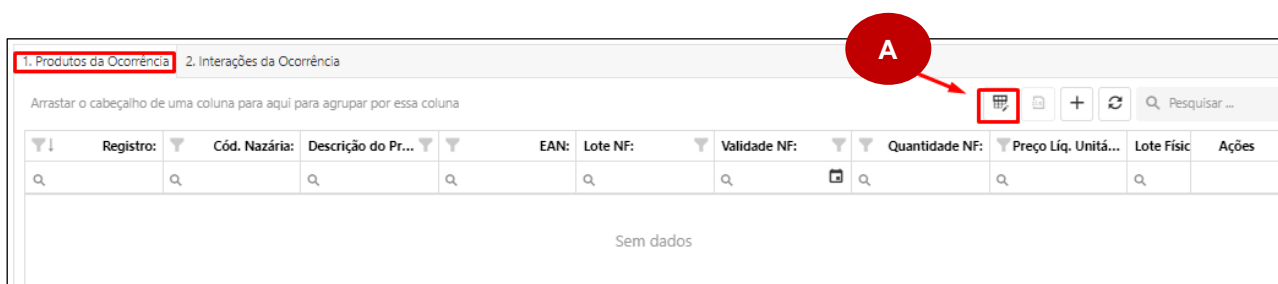 A
1. Produtos da Ocorrência 2. Interações da Ocorrência
Arrastar o cabeçalho de uma coluna para aqui para agrupar por essa coluna
Pesquisar ...
Registro: Cód. Nazária: Descrição do Pr... EAN: Lote NF: Validade NF: Quantidade NF: Preço Líq. Unitá... Lote Físic Ações
Sem dados